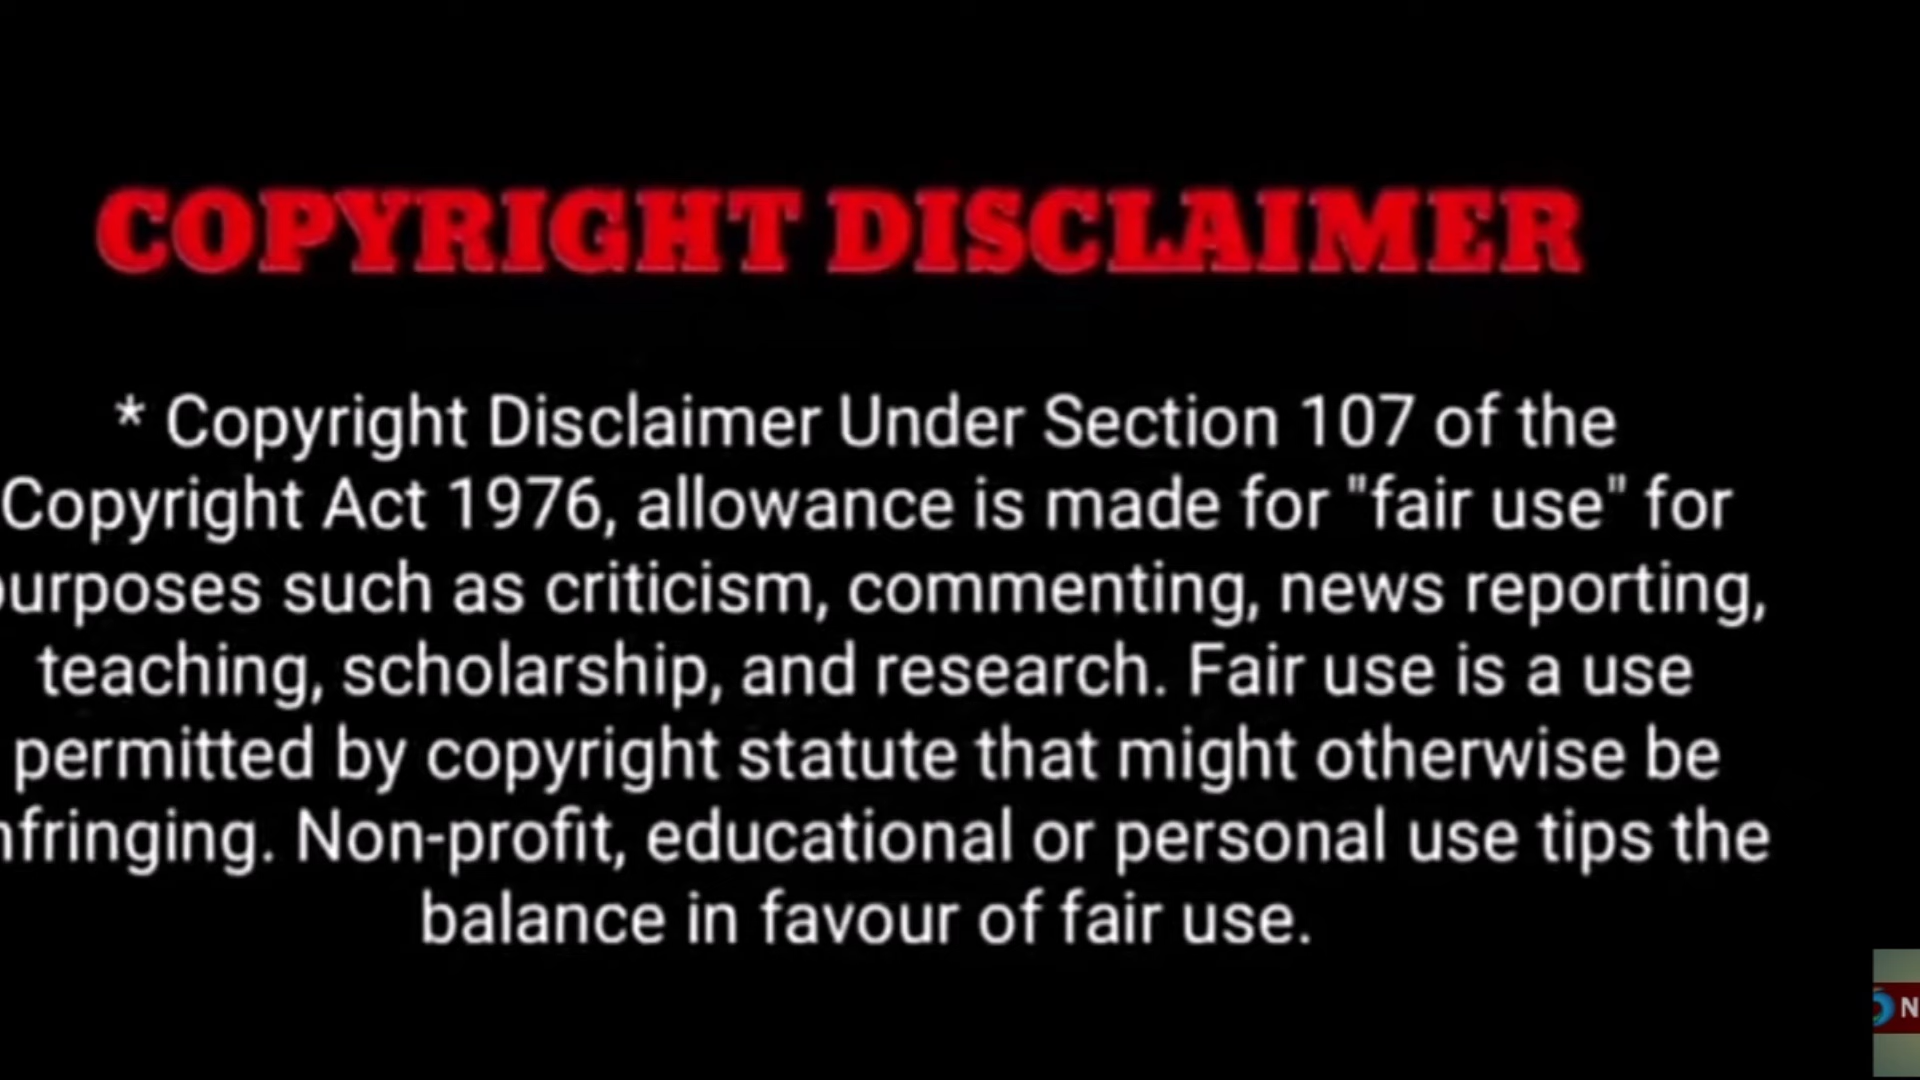 COPYRIGHT DISCLAIMER
* Copyright Disclaimer Under Section 107 of the
Copyright Act 1976, allowance is made for "fair use" for
purposes such as criticism, commenting, news reporting,
teaching, scholarship, and research. Fair use is a use
permitted by copyright statute that might otherwise be
nfringing. Non-profit, educational or personal use tips the
balance in favour of fair use.
N